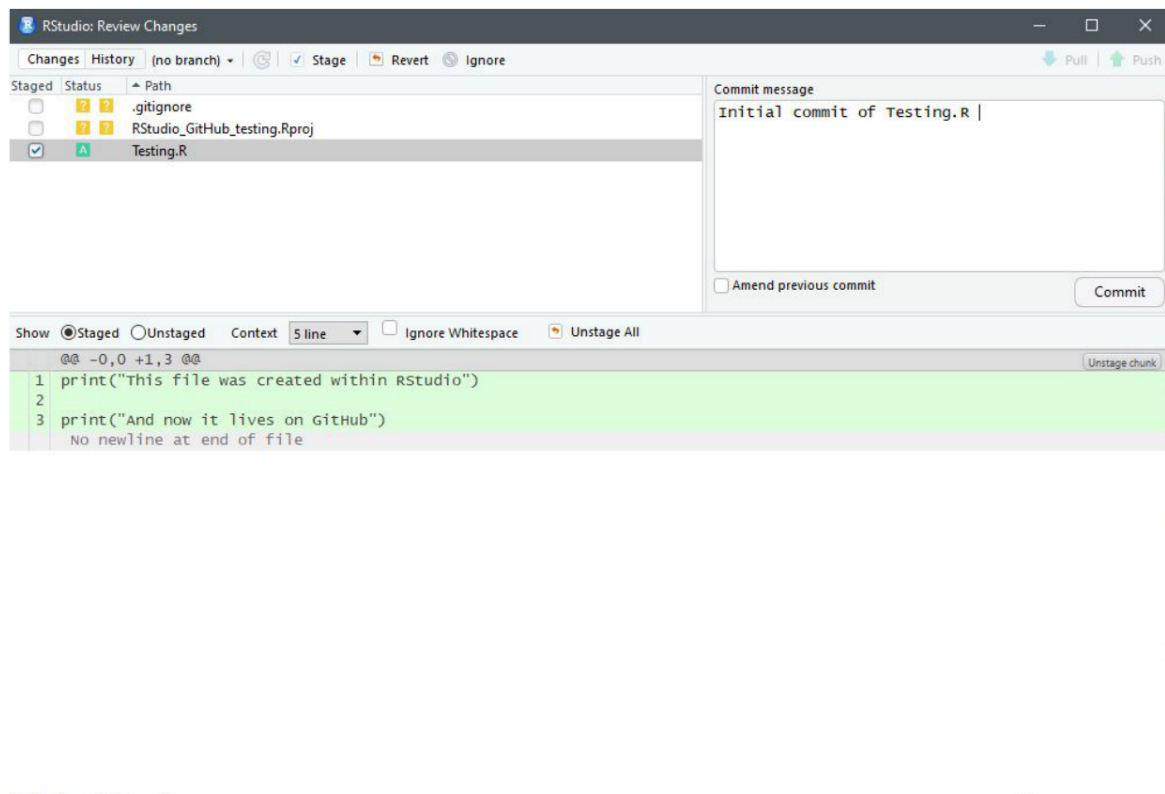 RStudio: Review Changes
Changes History (no branch) Stage Revert Ignore Pull Push
Staged Status Path
? ? .gitignore
? ? RStudio_GitHub_testing.Rproj
A Testing.R
Commit message
Initial commit of Testing.R
Amend previous commit
Commit
Show Staged Unstaged Context 5 line Ignore Whitespace Unstage All
@@ -0,0 +1,3 @@ Unstage chunk
1 print("This file was created within RStudio")
2
3 print("And now it lives on GitHub")
No newline at end of file